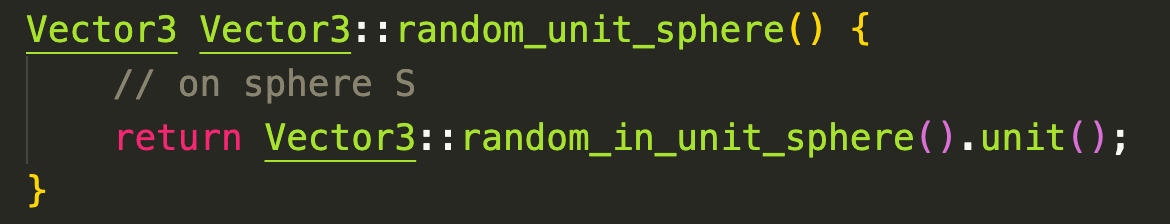 Vector3 Vector3::random_unit_sphere() {
    // on sphere S
    return Vector3::random_in_unit_sphere().unit();
}